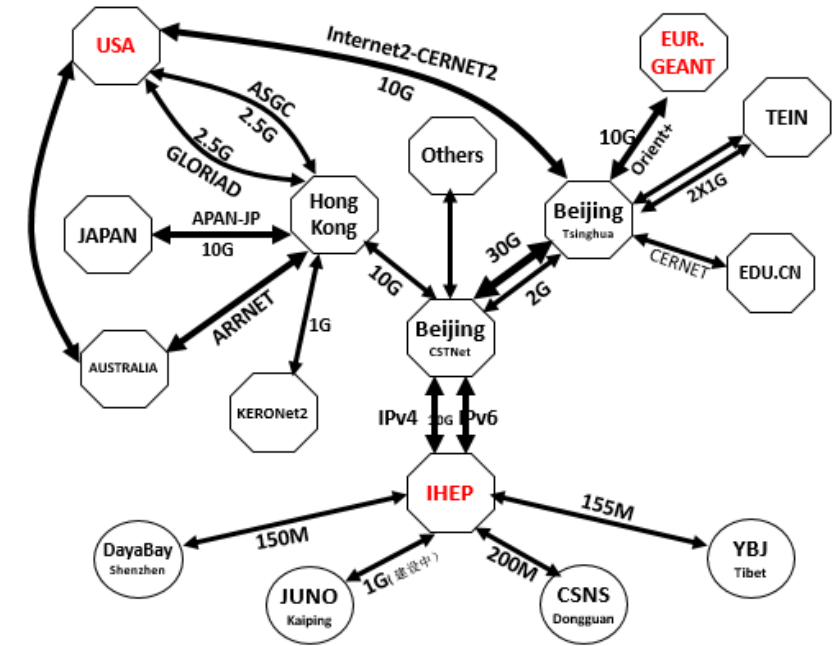 USA
Internet2-CERNET2
10G
EUR.
GEANT
ASGC
2.5G
2.5G
GLORIAD
10G
Orient+
TEIN
2X1G
Others
Hong
Kong
Beijing
Tsinghua
JAPAN
APAN-JP
10G
30G
2G
CERNET
EDU.CN
10G
ARRNET
1G
Beijing
CSTNet
AUSTRALIA
KERONet2
IPv4
10G
IPv6
IHEP
150M
155M
DayaBay
Shenzhen
1G(建设中)
200M
YBJ
Tibet
JUNO
Kaiping
CSNS
Dongguan